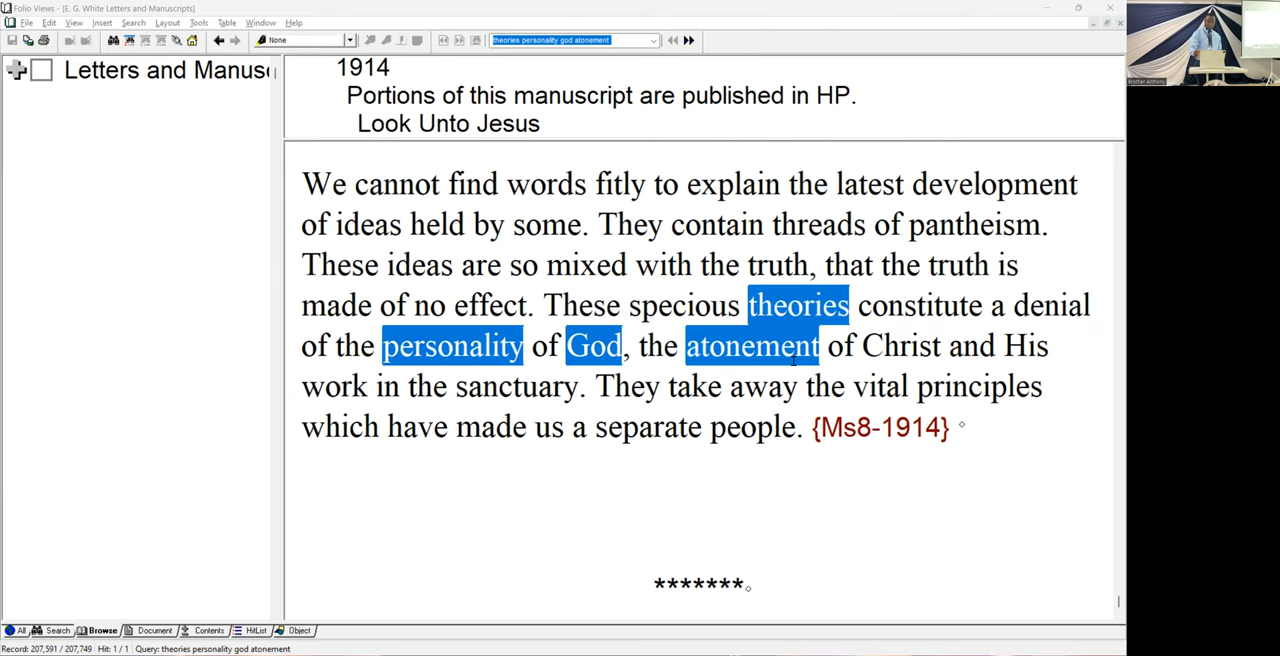 Folio Views - [E. G. White Letters and Manuscripts]
File Edit View Insert Search Layout Tools Table Window Help
None
theories personality god atonement
Letters and Manus
1914
Portions of this manuscript are published in HP.
Look Unto Jesus
We cannot find words fitly to explain the latest development
of ideas held by some. They contain threads of pantheism.
These ideas are so mixed with the truth, that the truth is
made of no effect. These specious theories constitute a denial
of the personality of God, the atonement of Christ and His
work in the sanctuary. They take away the vital principles
which have made us a separate people. {Ms8-1914}
*******
All Search Browse Document Contents HitList Object
Record: 207,591 / 207,749 Hit: 1 / 1 Query: theories personality god atonement
Brother Anthony